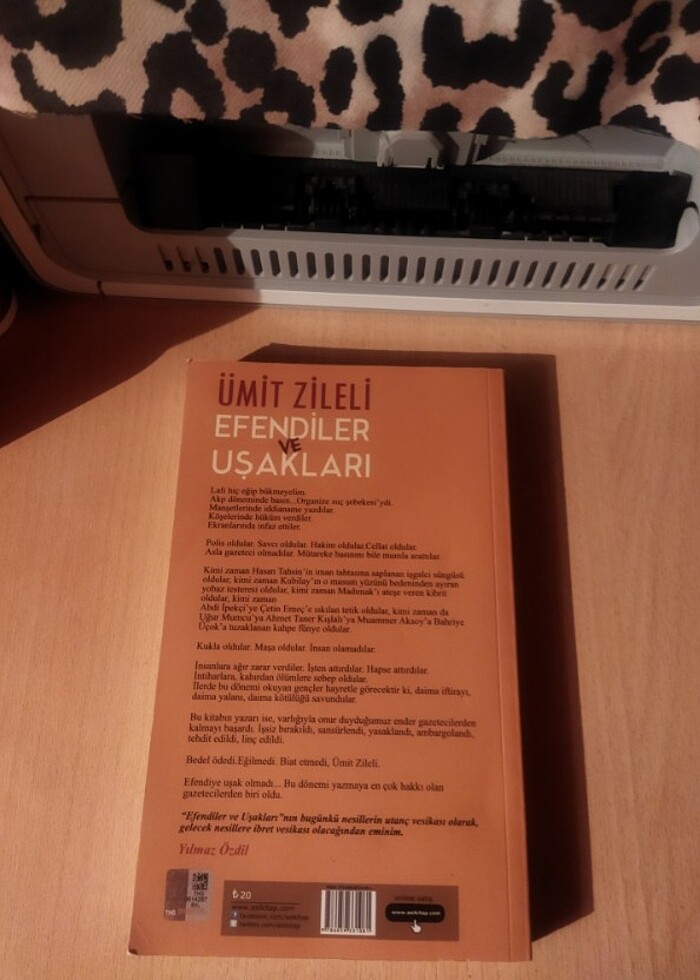 ÜMİT ZİLELİ
EFENDİLER
VE
UŞAKLARI
Lafı hiç eğip bükmeyelim.
Akp döneminde basın...Organize suç şebekesi'ydi.
Manşetlerinde iddianame yazdılar.
Köşelerinde hüküm verdiler.
Ekranlarında infaz ettiler.
Polis oldular. Savcı oldular. Hakim oldular.Cellat oldular.
Asla gazeteci olmadılar. Mütareke basınını bile mumla arattılar.
Kimi zaman Hasan Tahsin'in iman tahtasına saplanan işgalci süngüsü
oldular, kimi zaman Kubilay'ın o masum yüzünü bedeninden ayıran
yobaz testeresi oldular, kimi zaman Madımak'ı ateşe veren kibrit
oldular, kimi zaman
Abdi İpekçi'ye Çetin Emeç'e sıkılan tetik oldular, kimi zaman da
Uğur Mumcu'ya Ahmet Taner Kışlalı'ya Muammer Aksoy'a Bahriye
Üçok'a tuzaklanan kahpe fünye oldular.
Kukla oldular. Maşa oldular. İnsan olamadılar.
İnsanlara ağır zarar verdiler. İşten attırdılar. Hapse attırdılar.
İntiharlara, kahırdan ölümlere sebep oldular.
İlerde bu dönemi okuyan gençler hayretle görecektir ki, daima iftirayı,
daima yalanı, daima kötülüğü savundular.
Bu kitabın yazarı ise, varlığıyla onur duyduğumuz ender gazetecilerden
kalmayı başardı. İşsiz bırakıldı, sansürlendi, yasaklandı, ambargolandı,
tehdit edildi, linç edildi.
Bedel ödedi.Eğilmedi. Biat etmedi, Ümit Zileli.
Efendiye uşak olmadı... Bu dönemi yazmaya en çok hakkı olan
gazetecilerden biri oldu.
"Efendiler ve Uşakları"nın bugünkü nesillerin utanç vesikası olarak,
gelecek nesillere ibret vesikası olacağından eminim.
Yılmaz Özdil
₺ 20